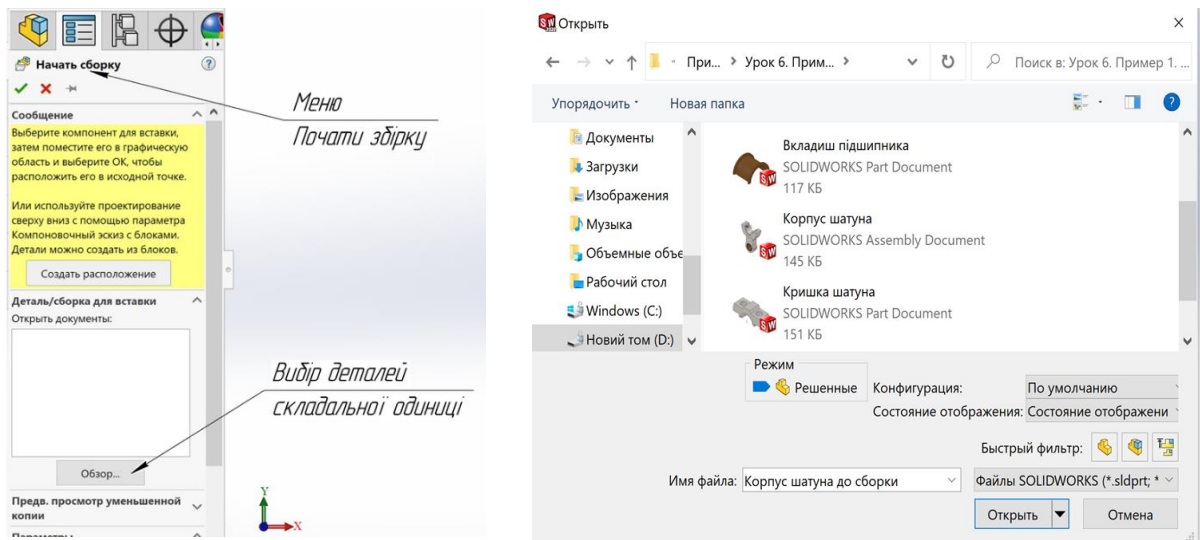 Начать сборку
Сообщение
Выберите компонент для вставки,
затем поместите его в графическую
область и выберите ОК, чтобы
расположить его в исходной точке.
Или используйте проектирование
сверху вниз с помощью параметра
Компоновочный эскиз с блоками.
Детали можно создать из блоков.
Создать расположение
Деталь/сборка для вставки
Открыть документы:
Обзор...
Предв. просмотр уменьшенной
копии
Параметры
Меню
Почати збірку
Вибір деталей
складальної одиниці
Y
X
Открыть
При... > Урок 6. Прим... >
Поиск в: Урок 6. Пример 1. ...
Упорядочить
Новая папка
Документы
Загрузки
Изображения
Музыка
Объемные объе
Рабочий стол
Windows (C:)
Новий том (D:)
Вкладиш підшипника
SOLIDWORKS Part Document
117 КБ
Корпус шатуна
SOLIDWORKS Assembly Document
145 КБ
Кришка шатуна
SOLIDWORKS Part Document
151 КБ
Режим
Решенные
Конфигурация:
По умолчанию
Состояние отображения:
Состояние отображени
Быстрый фильтр:
Имя файла:
Корпус шатуна до сборки
Файлы SOLIDWORKS (*.sldprt; *
Открыть
Отмена